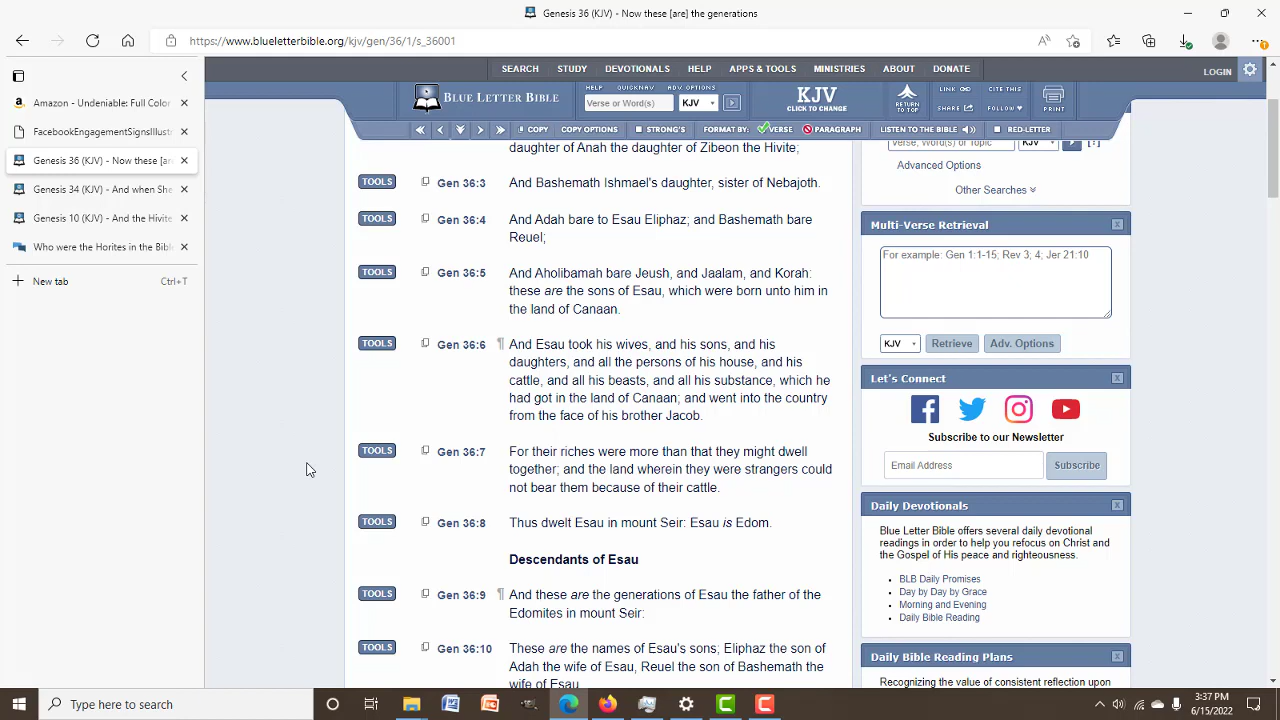 Genesis 36 (KJV) - Now these [are] the generations
https://www.blueletterbible.org/kjv/gen/36/1/s_36001
Amazon - Undeniable: Full Color
FacebookEngagementSignsIllust
Genesis 36 (KJV) - Now these [ar
Genesis 34 (KJV) - And when She
Genesis 10 (KJV) - And the Hivite
Who were the Horites in the Bibl
New tab Ctrl+T
SEARCH STUDY DEVOTIONALS HELP APPS & TOOLS MINISTRIES ABOUT DONATE LOGIN
BLUE LETTER BIBLE
HELP QUICKNAV ADV. OPTIONS
Verse or Word(s) KJV
KJV
CLICK TO CHANGE
RETURN
TO TOP
LINK CITE THIS
SHARE FOLLOW
PRINT
COPY COPY OPTIONS STRONG'S FORMAT BY: VERSE PARAGRAPH LISTEN TO THE BIBLE RED-LETTER
daughter of Anah the daughter of Zibeon the Hivite;
TOOLS Gen 36:3 And Bashemath Ishmael's daughter, sister of Nebajoth.
TOOLS Gen 36:4 And Adah bare to Esau Eliphaz; and Bashemath bare
Reuel;
TOOLS Gen 36:5 And Aholibamah bare Jeush, and Jaalam, and Korah:
these are the sons of Esau, which were born unto him in
the land of Canaan.
TOOLS Gen 36:6 ¶ And Esau took his wives, and his sons, and his
daughters, and all the persons of his house, and his
cattle, and all his beasts, and all his substance, which he
had got in the land of Canaan; and went into the country
from the face of his brother Jacob.
TOOLS Gen 36:7 For their riches were more than that they might dwell
together; and the land wherein they were strangers could
not bear them because of their cattle.
TOOLS Gen 36:8 Thus dwelt Esau in mount Seir: Esau is Edom.
Descendants of Esau
TOOLS Gen 36:9 ¶ And these are the generations of Esau the father of the
Edomites in mount Seir:
TOOLS Gen 36:10 These are the names of Esau's sons; Eliphaz the son of
Adah the wife of Esau, Reuel the son of Bashemath the
wife of Esau
Verse, Word(s) or Topic KJV [?]
Advanced Options
Other Searches
Multi-Verse Retrieval
For example: Gen 1:1-15; Rev 3; 4; Jer 21:10
KJV Retrieve Adv. Options
Let's Connect
Subscribe to our Newsletter
Email Address Subscribe
Daily Devotionals
Blue Letter Bible offers several daily devotional
readings in order to help you refocus on Christ and
the Gospel of His peace and righteousness.
BLB Daily Promises
Day by Day by Grace
Morning and Evening
Daily Bible Reading
Daily Bible Reading Plans
Recognizing the value of consistent reflection upon
Type here to search
3:37 PM
6/15/2022